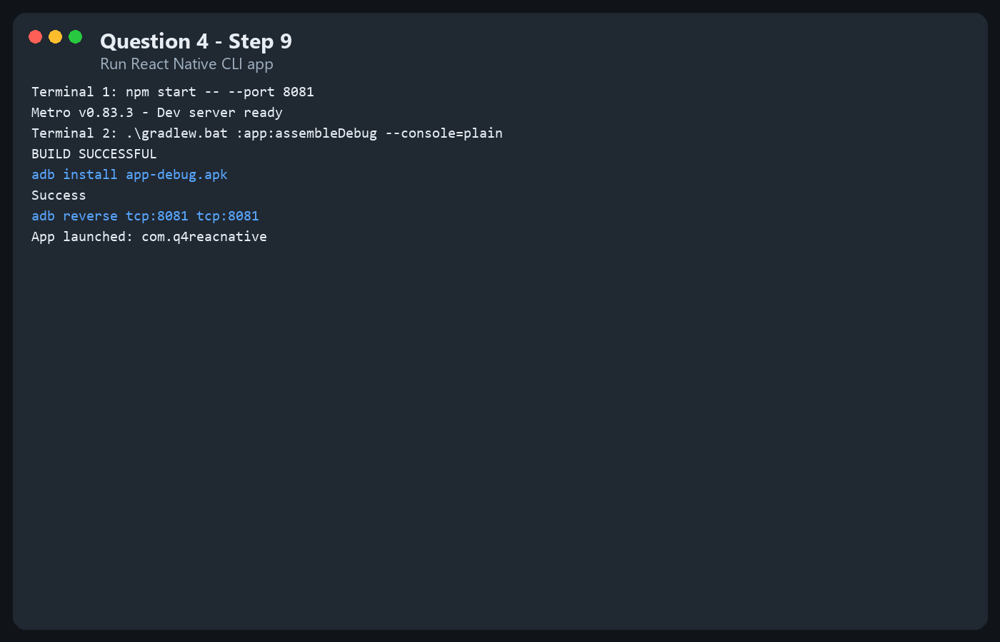 Question 4 - Step 9
Run React Native CLI app
Terminal 1: npm start -- --port 8081
Metro v0.83.3 - Dev server ready
Terminal 2: .\gradlew.bat :app:assembleDebug --console=plain
BUILD SUCCESSFUL
adb install app-debug.apk
Success
adb reverse tcp:8081 tcp:8081
App launched: com.q4reacnative